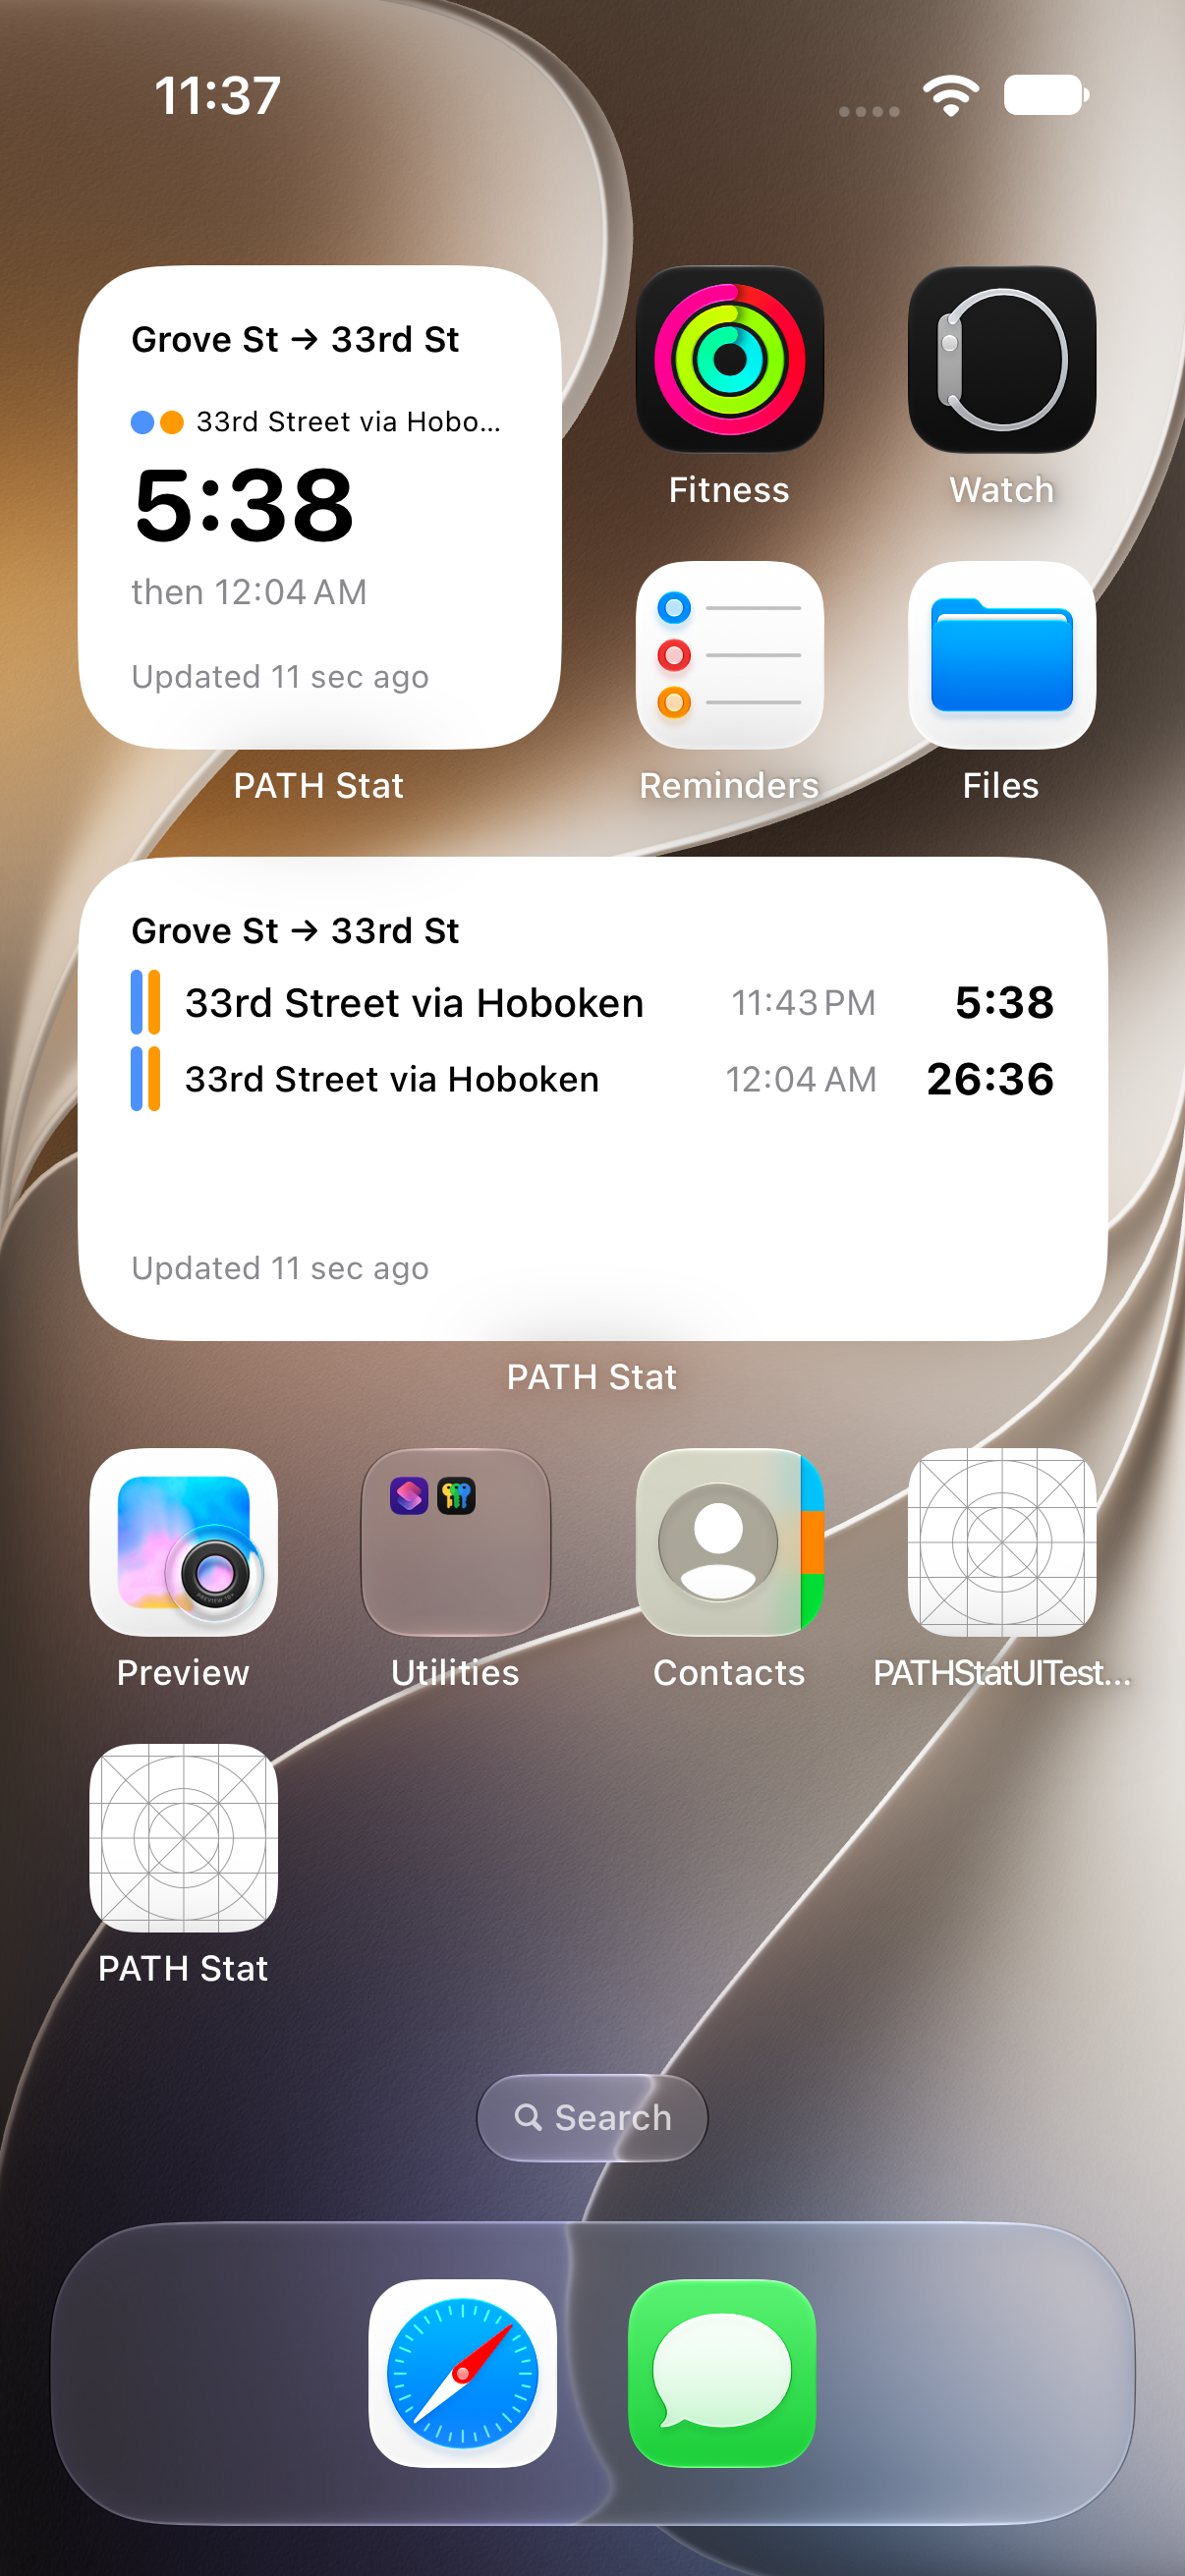 11:37
Grove St → 33rd St
33rd Street via Hobo...
5:38
then 12:04 AM
Updated 11 sec ago
PATH Stat
Fitness
Watch
Reminders
Files
Grove St → 33rd St
33rd Street via Hoboken 11:43 PM 5:38
33rd Street via Hoboken 12:04 AM 26:36
Updated 11 sec ago
PATH Stat
Preview
Utilities
Contacts
PATHStatUITest...
PATH Stat
Search